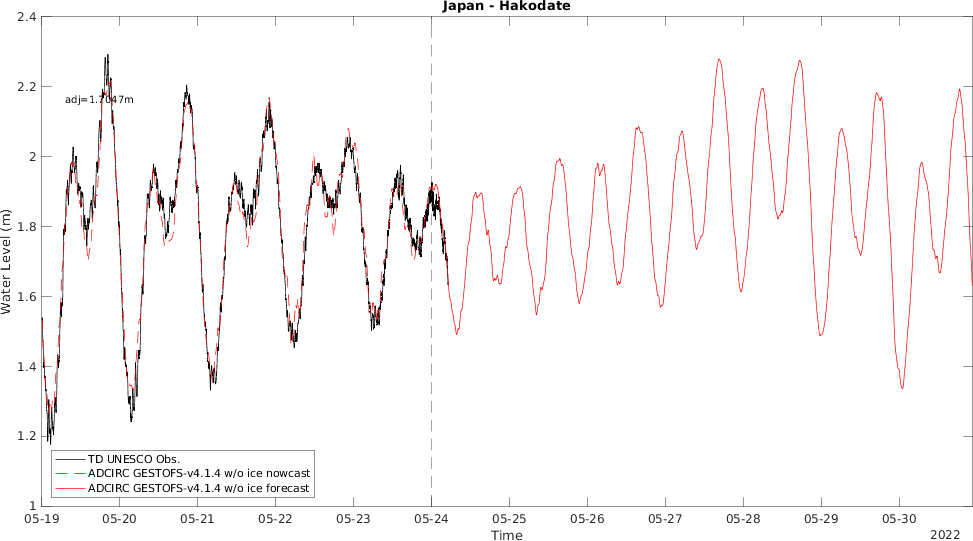 Japan - Hakodate
2.4
2.2
2
1.8
1.6
1.4
1.2
1
Water Level (m)
adj=1.7047m
TD UNESCO Obs.
ADCIRC GESTOFS-v4.1.4 w/o ice nowcast
ADCIRC GESTOFS-v4.1.4 w/o ice forecast
05-19 05-20 05-21 05-22 05-23 05-24 05-25 05-26 05-27 05-28 05-29 05-30
Time
2022